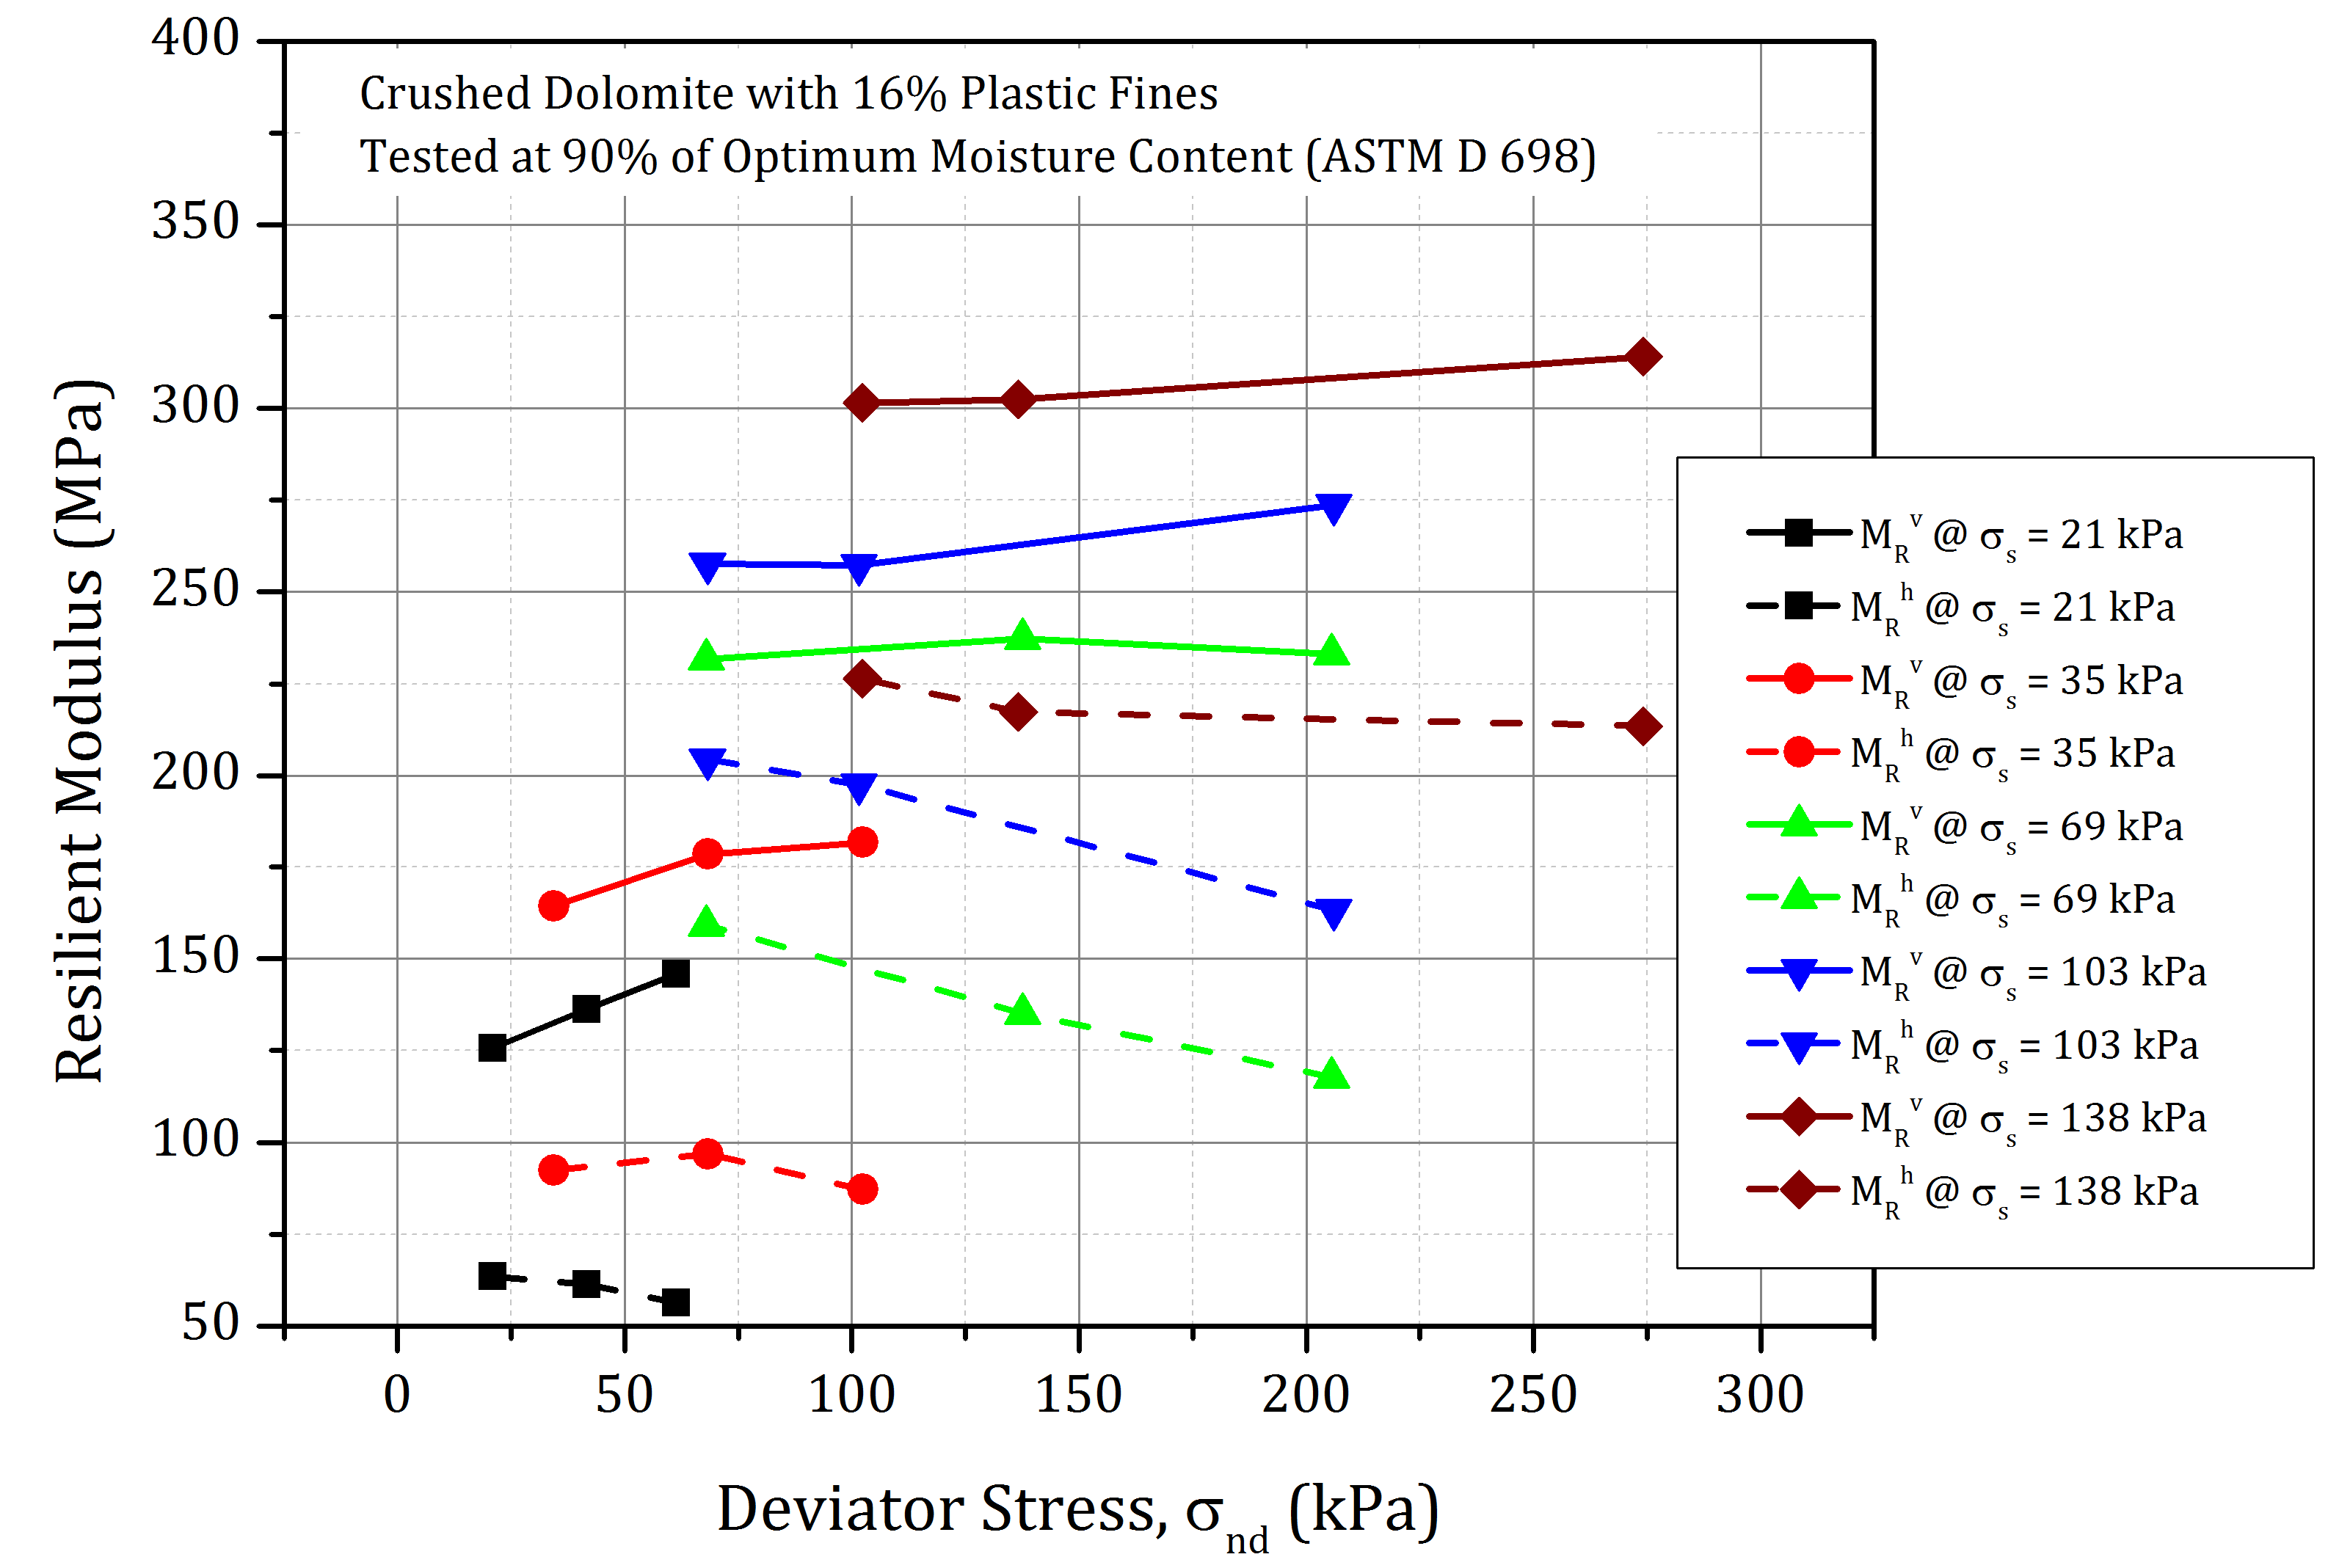 Crushed Dolomite with 16% Plastic Fines
Tested at 90% of Optimum Moisture Content (ASTM D 698)
Resilient Modulus (MPa)
400
350
300
250
200
150
100
50
0 50 100 150 200 250 300
Deviator Stress, σnd (kPa)
MRv @ σs = 21 kPa
MRh @ σs = 21 kPa
MRv @ σs = 35 kPa
MRh @ σs = 35 kPa
MRv @ σs = 69 kPa
MRh @ σs = 69 kPa
MRv @ σs = 103 kPa
MRh @ σs = 103 kPa
MRv @ σs = 138 kPa
MRh @ σs = 138 kPa